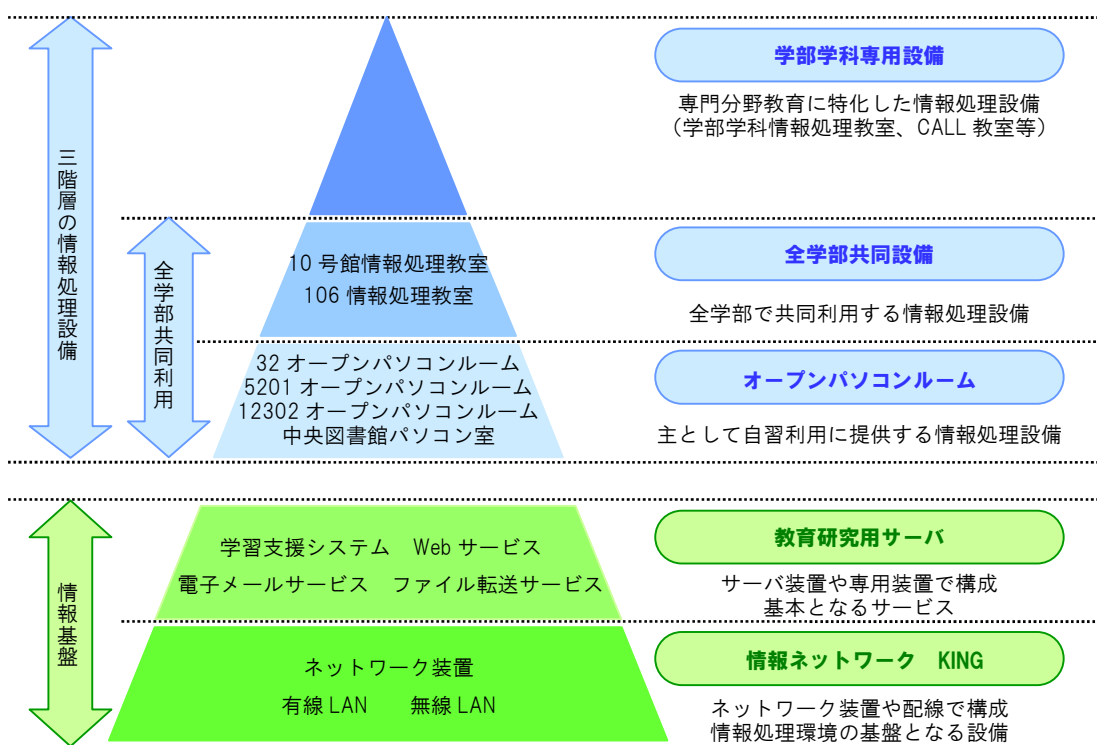 三階層の情報処理設備
全学部共同利用
学部学科専用設備
専門分野教育に特化した情報処理設備
（学部学科情報処理教室、CALL 教室等）
10 号館情報処理教室
106 情報処理教室
全学部共同設備
全学部で共同利用する情報処理設備
32 オープンパソコンルーム
5201 オープンパソコンルーム
12302 オープンパソコンルーム
中央図書館パソコン室
オープンパソコンルーム
主として自習利用に提供する情報処理設備
情報基盤
学習支援システム　Web サービス
電子メールサービス　ファイル転送サービス
教育研究用サーバ
サーバ装置や専用装置で構成
基本となるサービス
ネットワーク装置
有線 LAN　　無線 LAN
情報ネットワーク　KING
ネットワーク装置や配線で構成
情報処理環境の基盤となる設備